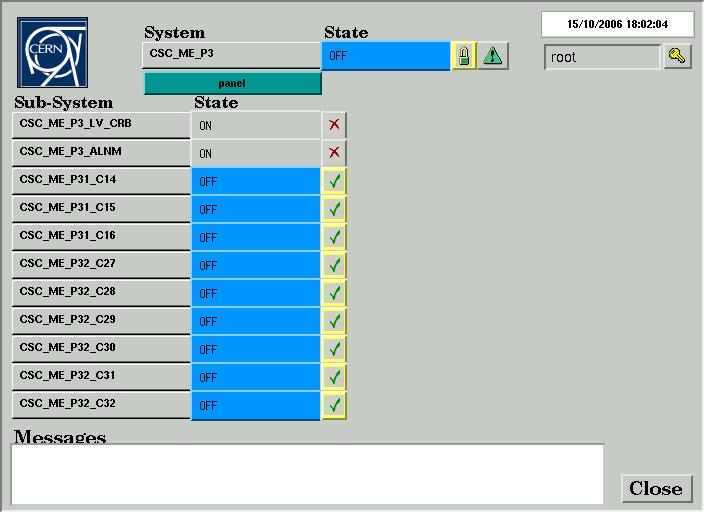 CERN
System
State
15/10/2006 18:02:04
CSC_ME_P3
OFF
root
panel
Sub-System
State
CSC_ME_P3_LV_CRB
ON
CSC_ME_P3_ALNM
ON
CSC_ME_P31_C14
OFF
CSC_ME_P31_C15
OFF
CSC_ME_P31_C16
OFF
CSC_ME_P32_C27
OFF
CSC_ME_P32_C28
OFF
CSC_ME_P32_C29
OFF
CSC_ME_P32_C30
OFF
CSC_ME_P32_C31
OFF
CSC_ME_P32_C32
OFF
Messages
Close